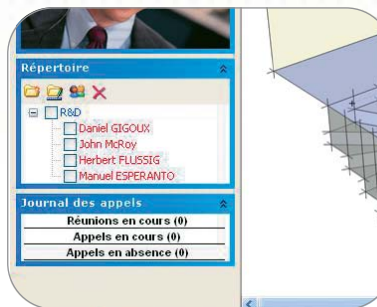 Répertoire
R&D
Daniel GIGOUX
John McRoy
Herbert FLUSSIG
Manuel ESPERANTO
Journal des appels
Réunions en cours (0)
Appels en cours (0)
Appels en absence (0)